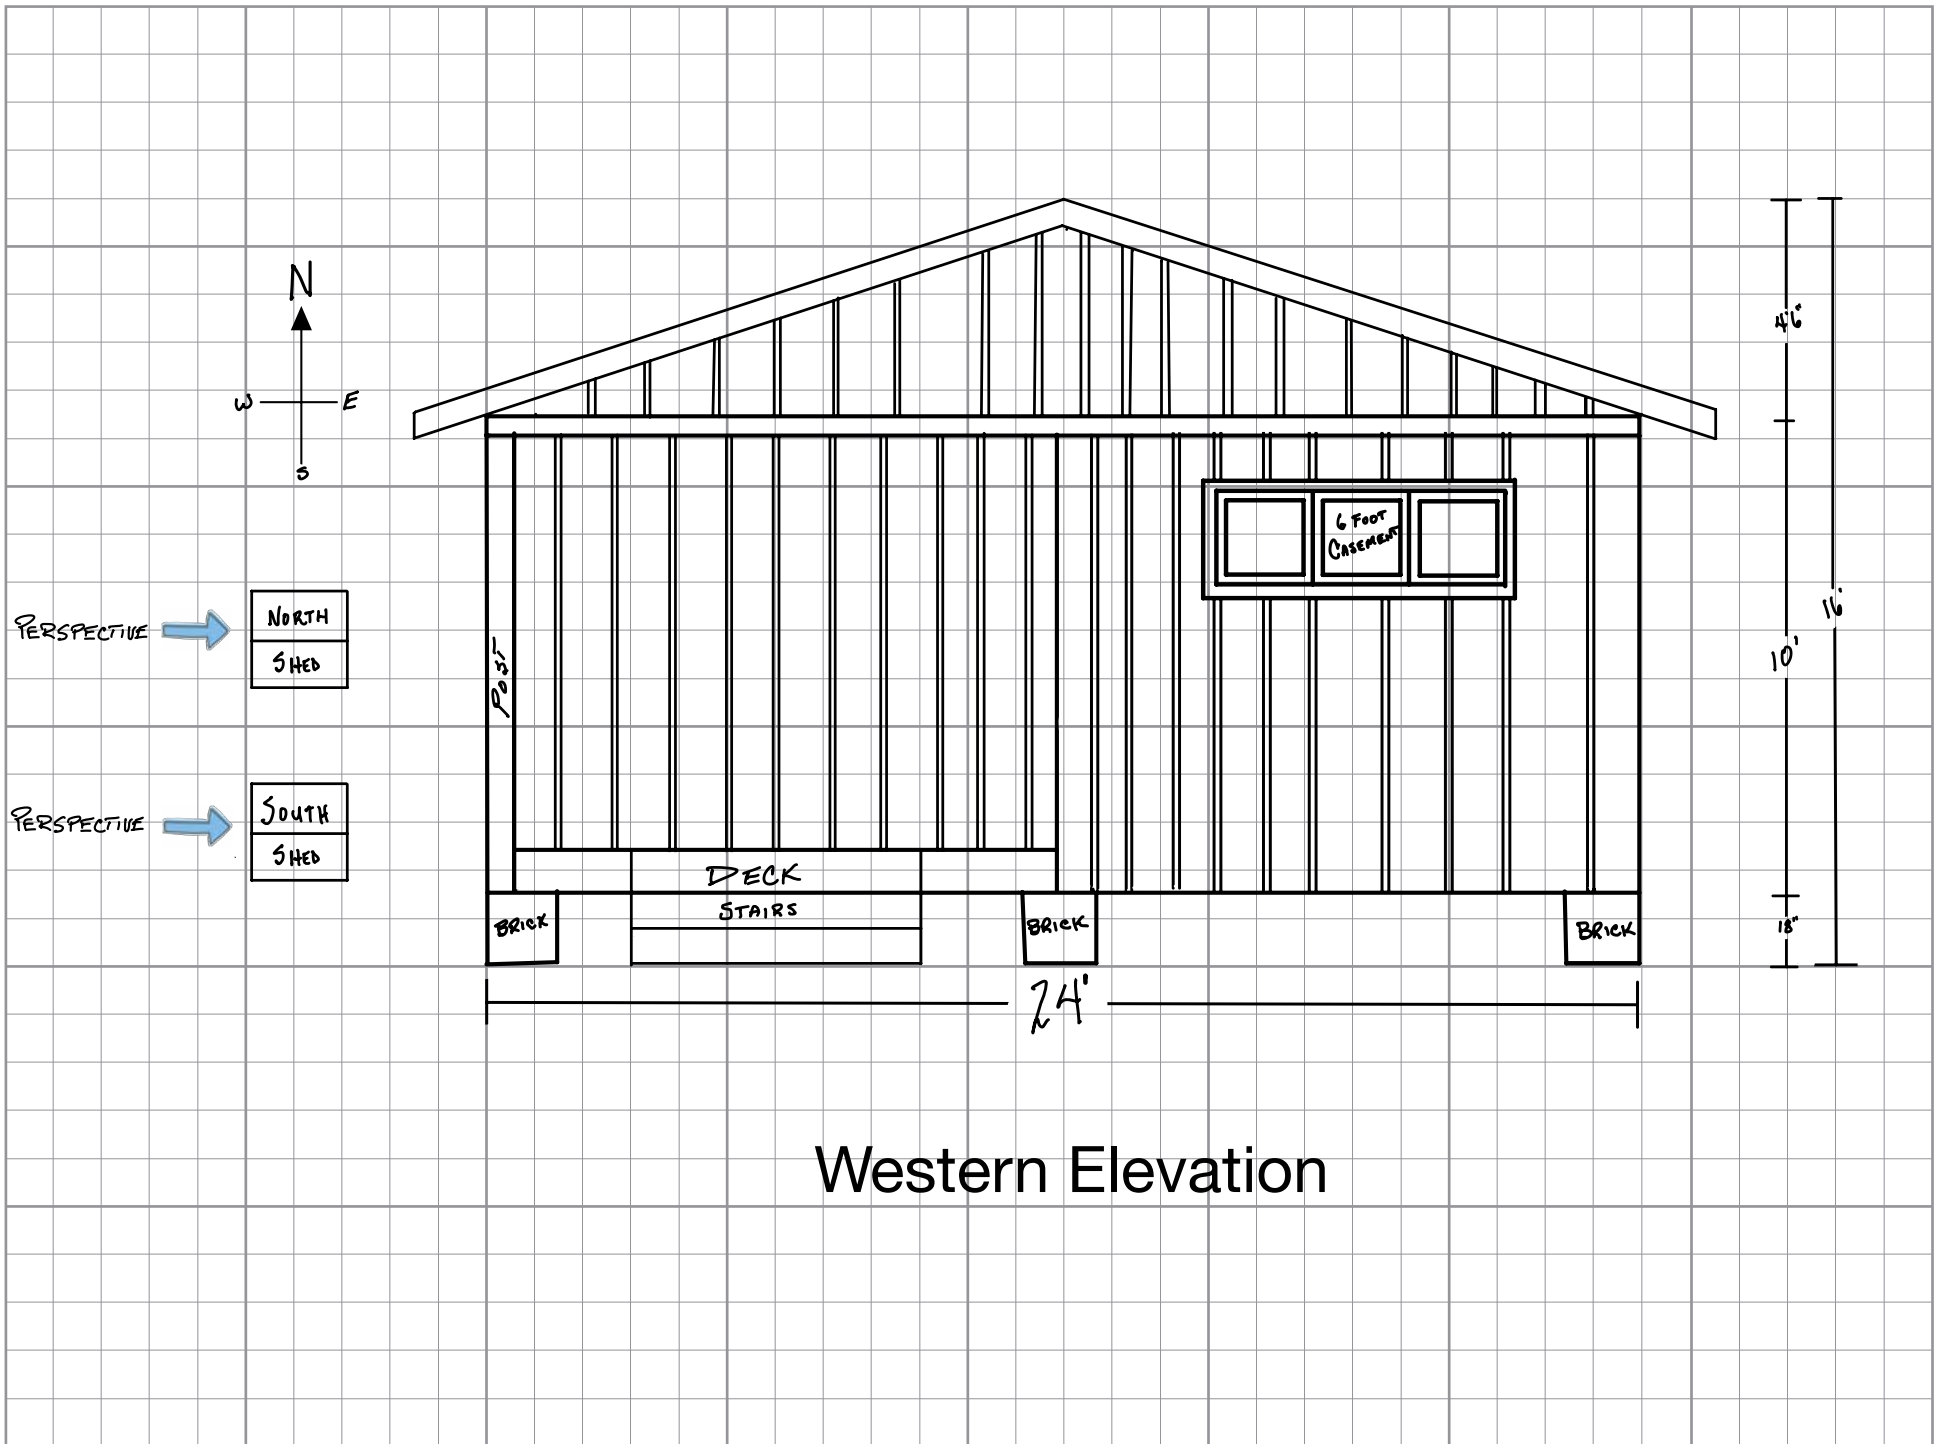 N
W E
S
4'6"
16'
10'
18"
PERSPECTIVE
NORTH
SHED
PERSPECTIVE
SOUTH
SHED
POST
6 FOOT
CASEMENT
DECK
STAIRS
BRICK
BRICK
BRICK
24'
Western Elevation